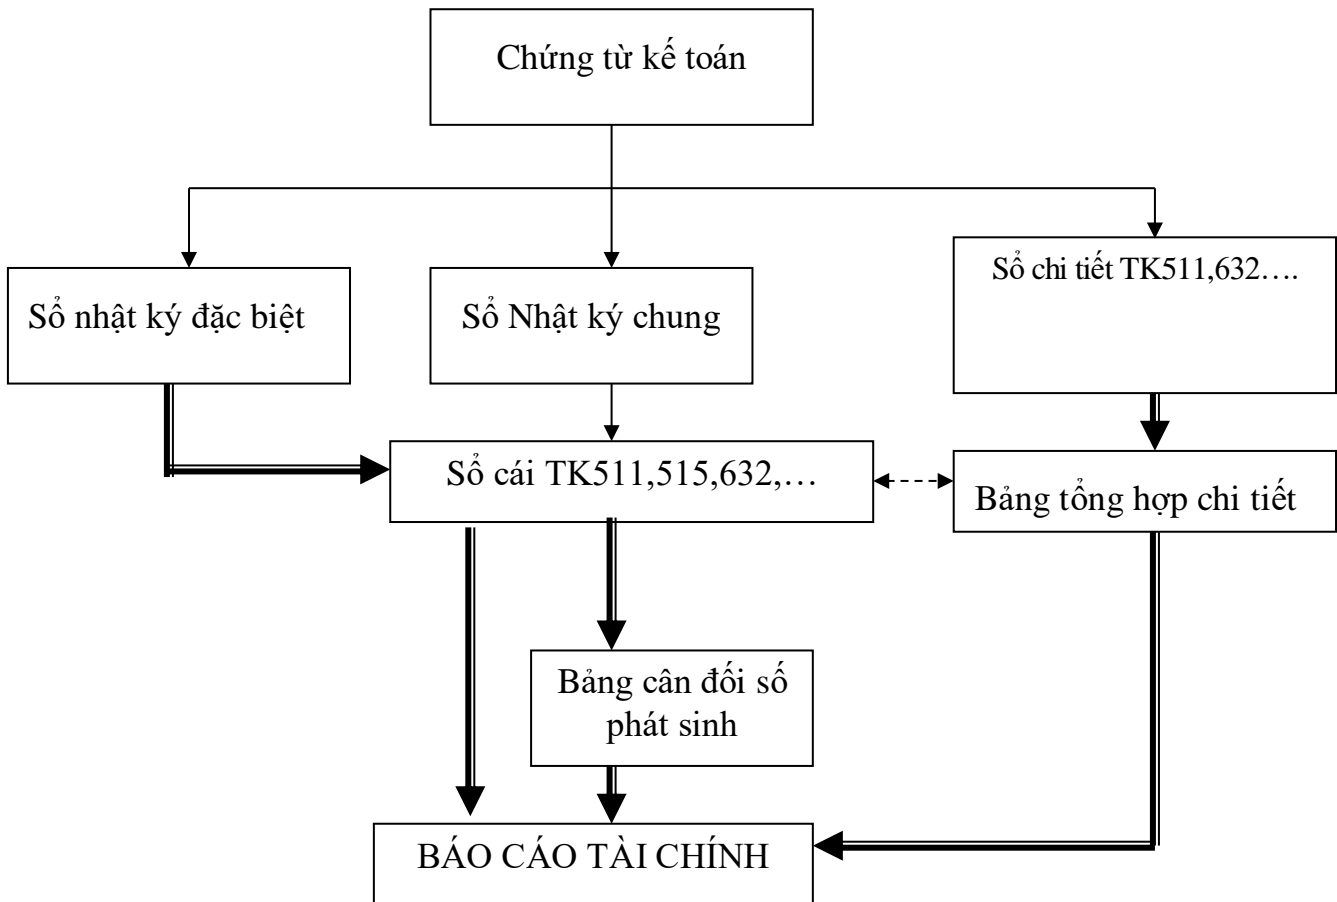 Chứng từ kế toán
Sổ nhật ký đặc biệt
Sổ Nhật ký chung
Sổ chi tiết TK511,632….
Sổ cái TK511,515,632,…
Bảng tổng hợp chi tiết
Bảng cân đối số
phát sinh
BÁO CÁO TÀI CHÍNH